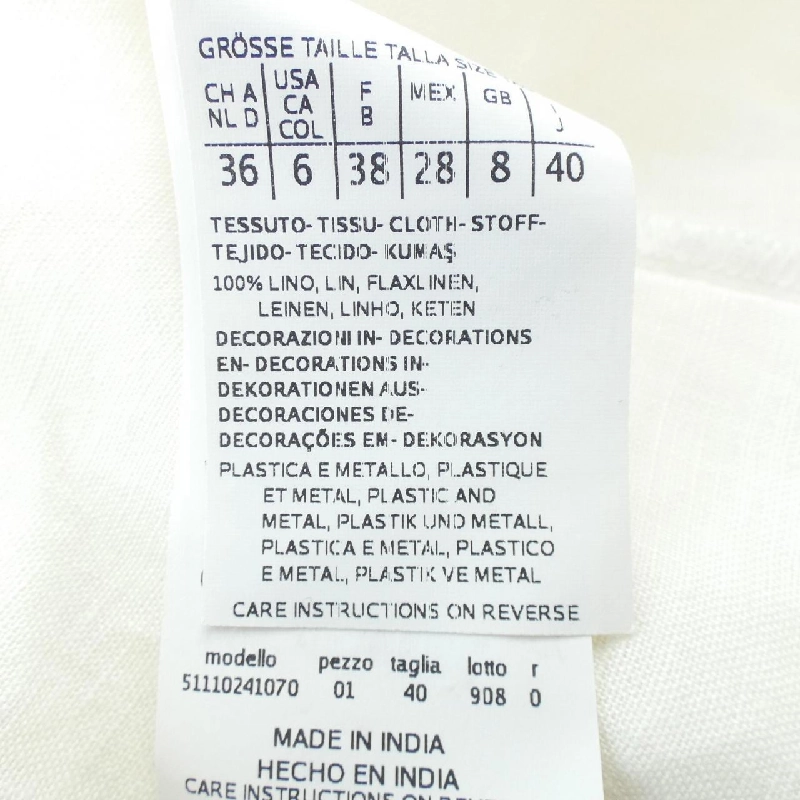 GRÖSSE TAILLE TALLA SIZE
CH A NL D USA CA COL F B MEX GB J
36 6 38 28 8 40
TESSUTO- TISSU- CLOTH- STOFF-
TEJIDO- TECIDO- KUMAŞ
100% LINO, LIN, FLAXLINEN,
LEINEN, LINHO, KETEN
DECORAZIONI IN- DECORATIONS
EN- DECORATIONS IN-
DEKORATIONEN AUS-
DECORACIONES DE-
DECORAÇÕES EM- DEKORASYON
PLASTICA E METALLO, PLASTIQUE
ET METAL, PLASTIC AND
METAL, PLASTIK UND METALL,
PLASTICA E METAL, PLASTICO
E METAL, PLASTIK VE METAL
CARE INSTRUCTIONS ON REVERSE
modello pezzo taglia lotto r
51110241070 01 40 908 0
MADE IN INDIA
HECHO EN INDIA
CARE INSTRUCTIONS ON